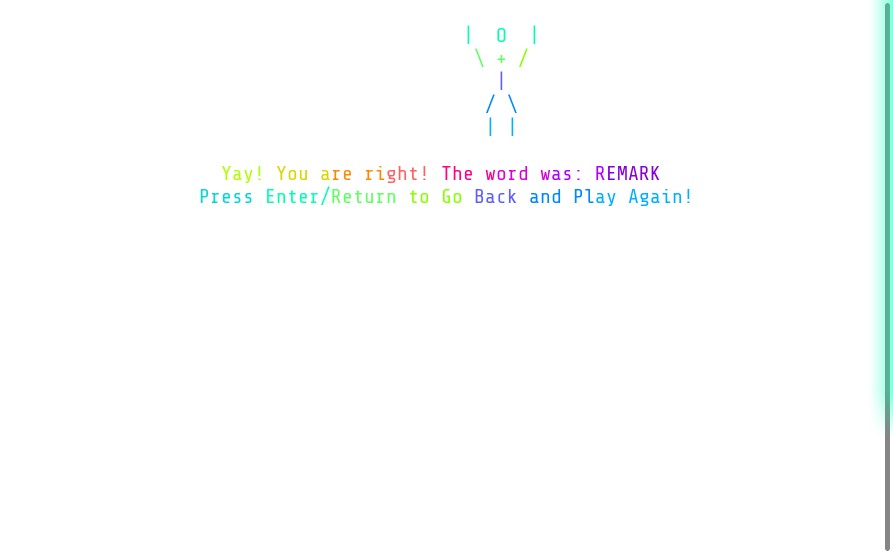 |  O  |
\ + /
|
/ \
| |
Yay! You are right! The word was: REMARK
Press Enter/Return to Go Back and Play Again!